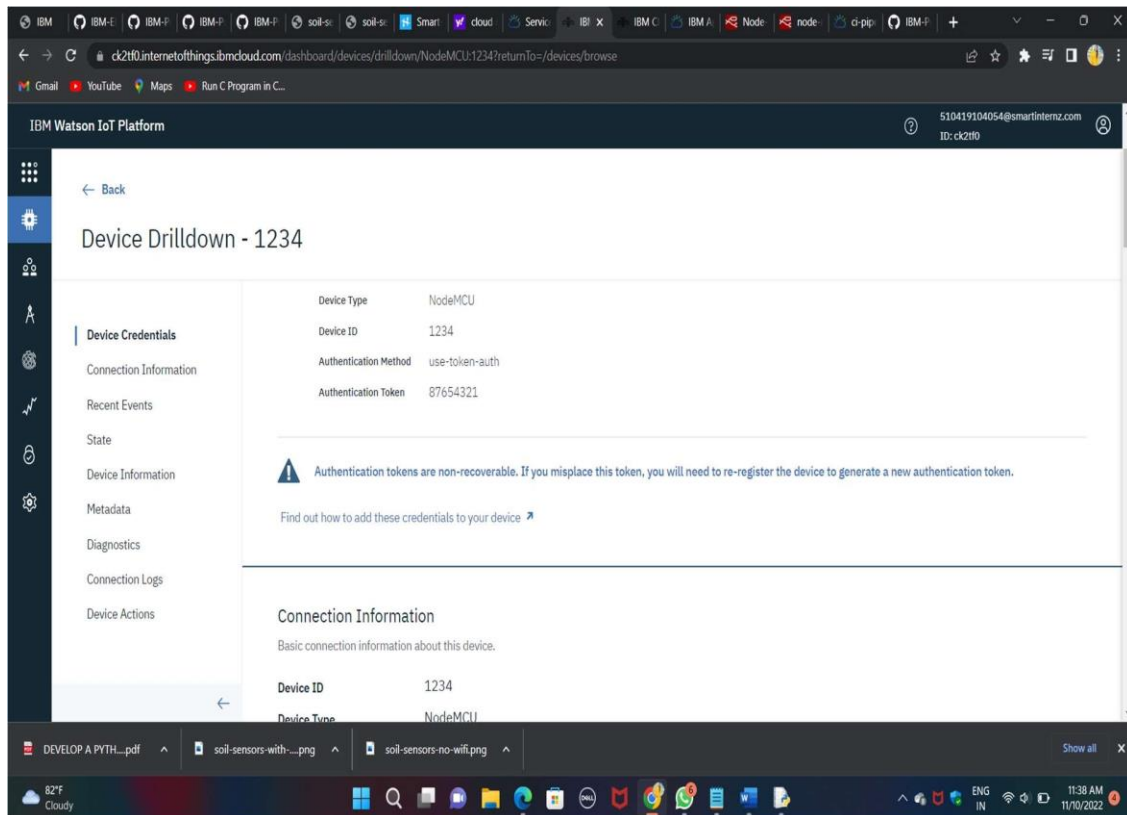 IBM IBM-E IBM-P IBM-P IBM-P soil-se soil-se Smart cloud Servic IBM IBM C IBM A Node- node- ci-pip IBM-P
ck2tf0.internetofthings.ibmcloud.com/dashboard/devices/drilldown/NodeMCU:1234?returnTo=/devices/browse
Gmail YouTube Maps Run C Program in C...
IBM Watson IoT Platform
510419104054@smartinternz.com
ID: ck2tf0
Back
Device Drilldown - 1234
Device Credentials
Connection Information
Recent Events
State
Device Information
Metadata
Diagnostics
Connection Logs
Device Actions
Device Type NodeMCU
Device ID 1234
Authentication Method use-token-auth
Authentication Token 87654321
Authentication tokens are non-recoverable. If you misplace this token, you will need to re-register the device to generate a new authentication token.
Find out how to add these credentials to your device
Connection Information
Basic connection information about this device.
Device ID 1234
Device Type NodeMCU
DEVELOP A PYTH....pdf soil-sensors-with-....png soil-sensors-no-wifi.png Show all
82°F
Cloudy
ENG
IN
11:38 AM
11/10/2022